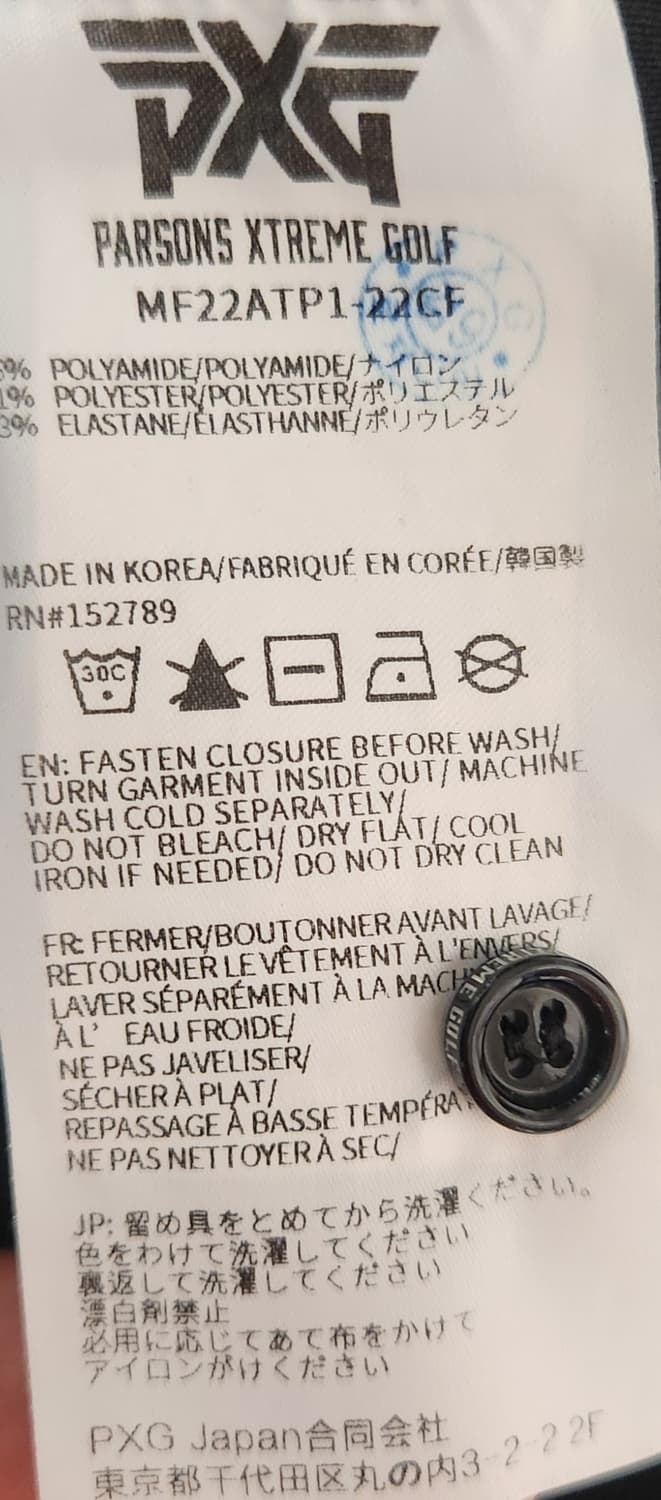 PXG
PARSONS XTREME GOLF
MF22ATP1-22CF
% POLYAMIDE/POLYAMIDE/ナイロン
1% POLYESTER/POLYESTER/ポリエステル
3% ELASTANE/ÉLASTHANNE/ポリウレタン
MADE IN KOREA/FABRIQUÉ EN CORÉE/韓国製
RN#152789
30C
EN: FASTEN CLOSURE BEFORE WASH/
TURN GARMENT INSIDE OUT/ MACHINE
WASH COLD SEPARATELY/
DO NOT BLEACH/ DRY FLAT/ COOL
IRON IF NEEDED/ DO NOT DRY CLEAN
FR: FERMER/BOUTONNER AVANT LAVAGE/
RETOURNER LE VÊTEMENT À L'ENVERS/
LAVER SÉPARÉMENT À LA MACH
À L' EAU FROIDE/
NE PAS JAVELISER/
SÉCHER À PLAT/
REPASSAGE À BASSE TEMPÉRA
NE PAS NETTOYER À SEC/
JP: 留め具をとめてから洗濯ください。
色をわけて洗濯してください
裏返して洗濯してください
漂白剤禁止
必用に応じてあて布をかけて
アイロンがけください
PXG Japan合同会社
東京都千代田区丸の内3-2-2 2F